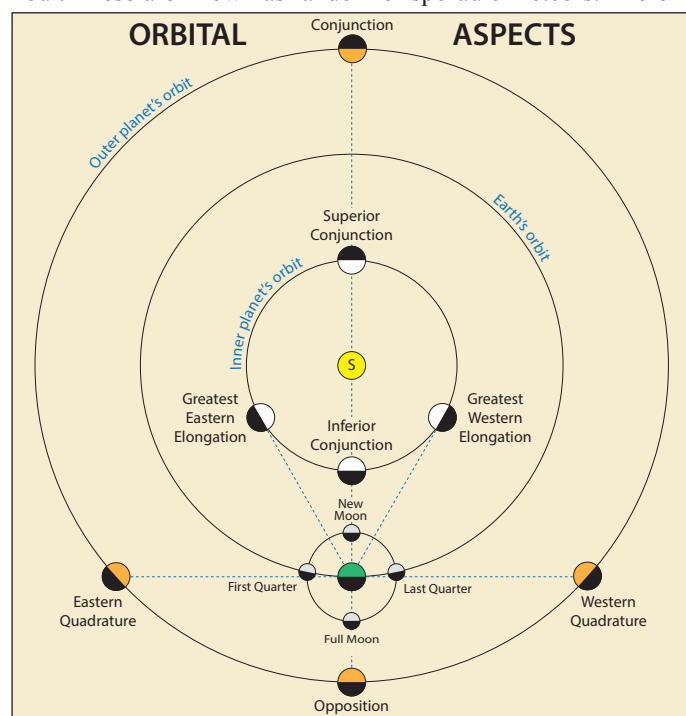 ORBITAL ASPECTS
Conjunction
Outer planet's orbit
Earth's orbit
Superior
Conjunction
Inner planet's orbit
S
Greatest
Eastern
Elongation
Greatest
Western
Elongation
Inferior
Conjunction
New
Moon
First Quarter
Last Quarter
Full Moon
Eastern
Quadrature
Western
Quadrature
Opposition